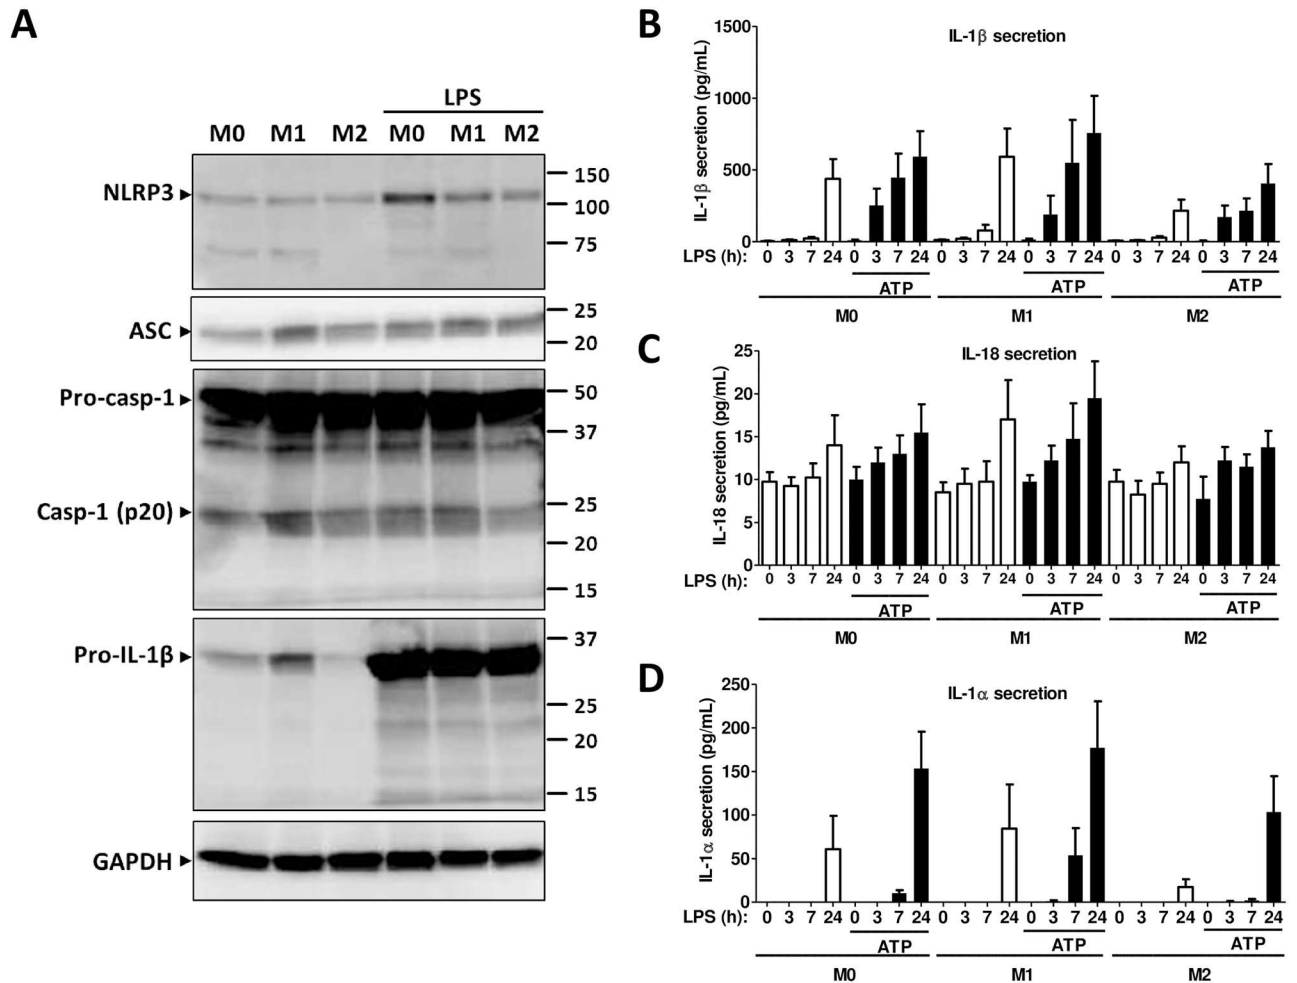 A
LPS
M0 M1 M2 M0 M1 M2
NLRP3
150
100
75
ASC
25
20
Pro-casp-1
50
37
Casp-1 (p20)
25
20
15
Pro-IL-1β
37
25
20
15
GAPDH
B
IL-1β secretion
IL-1β secretion (pg/mL)
1500
1000
500
0
LPS (h): 0 3 7 24 0 3 7 24 0 3 7 24 0 3 7 24 0 3 7 24 0 3 7 24
ATP ATP ATP
M0 M1 M2
C
IL-18 secretion
IL-18 secretion (pg/mL)
25
20
15
10
5
0
LPS (h): 0 3 7 24 0 3 7 24 0 3 7 24 0 3 7 24 0 3 7 24 0 3 7 24
ATP ATP ATP
M0 M1 M2
D
IL-1α secretion
IL-1α secretion (pg/mL)
250
200
150
100
50
0
LPS (h): 0 3 7 24 0 3 7 24 0 3 7 24 0 3 7 24 0 3 7 24 0 3 7 24
ATP ATP ATP
M0 M1 M2